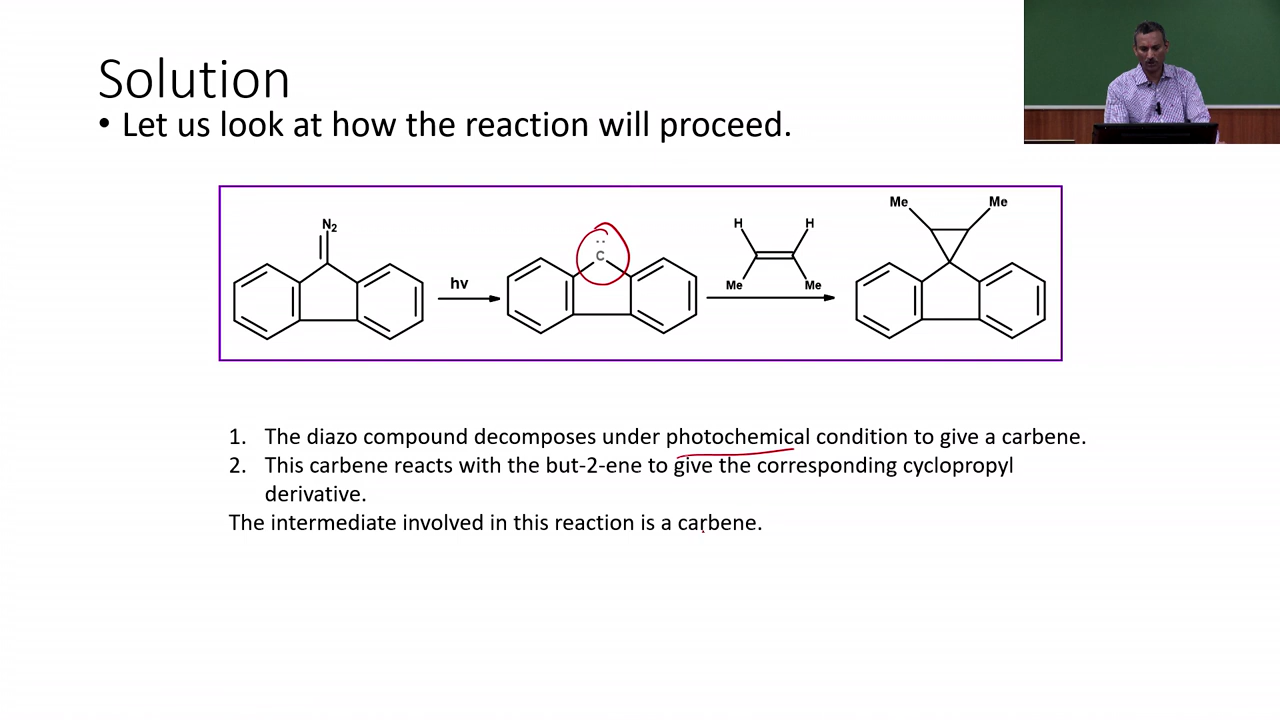 Solution
• Let us look at how the reaction will proceed.
N2
hν
C
H H
Me Me
Me Me
1. The diazo compound decomposes under photochemical condition to give a carbene.
2. This carbene reacts with the but-2-ene to give the corresponding cyclopropyl
derivative.
The intermediate involved in this reaction is a carbene.